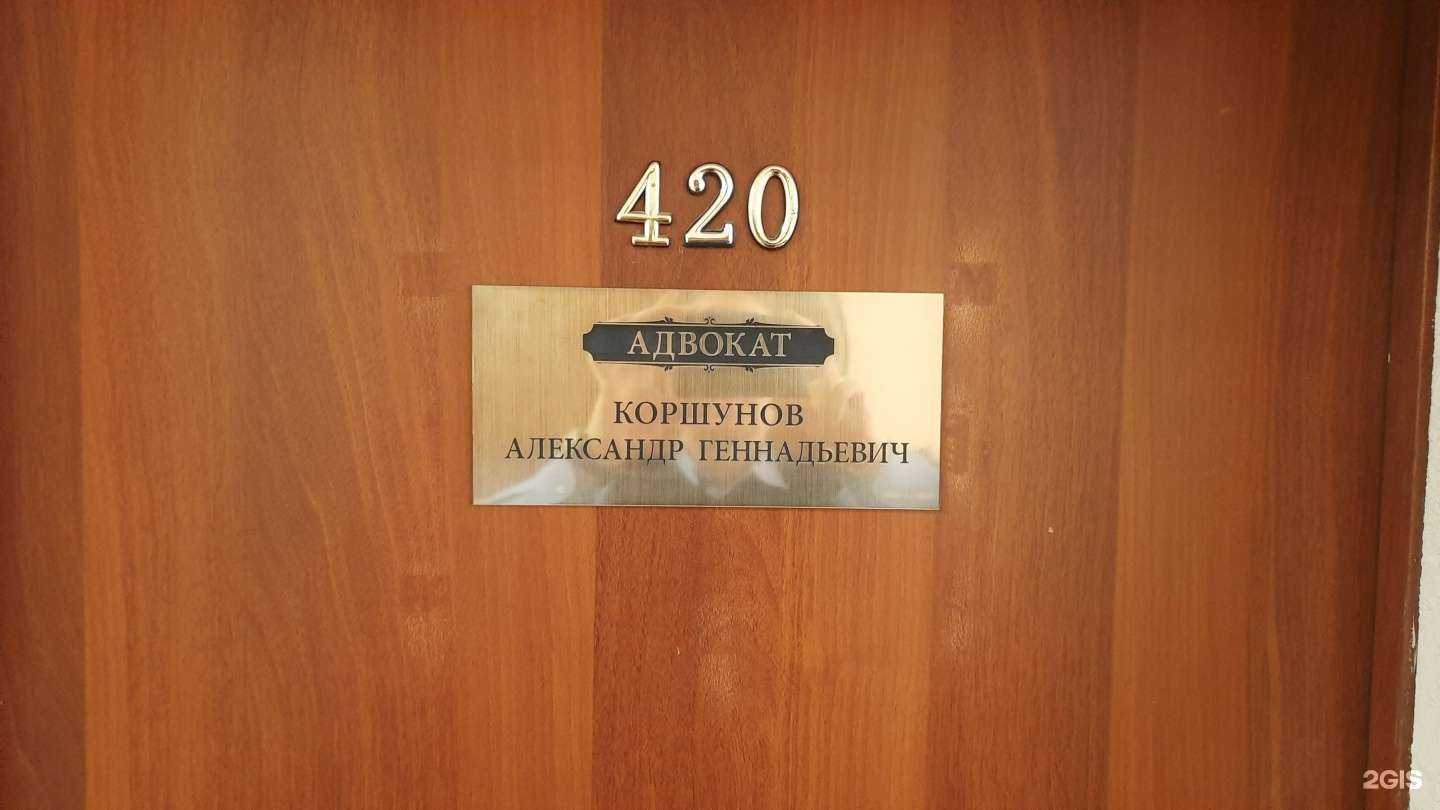 420
АДВОКАТ
КОРШУНОВ
АЛЕКСАНДР ГЕННАДЬЕВИЧ
2GIS